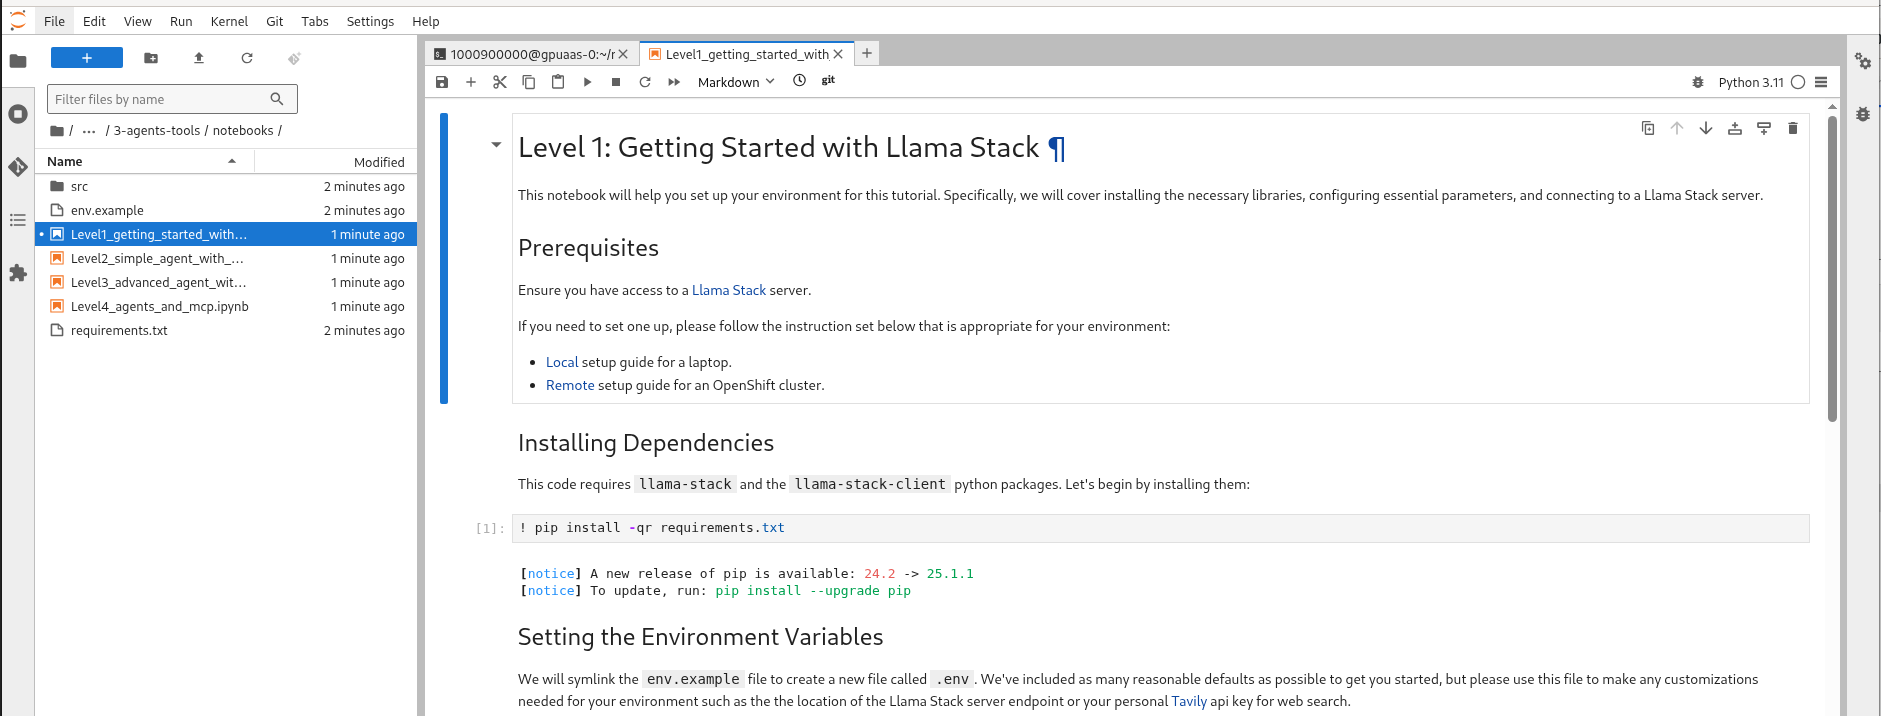 File Edit View Run Kernel Git Tabs Settings Help
Filter files by name
/ ... / 3-agents-tools / notebooks /
Name Modified
src 2 minutes ago
env.example 2 minutes ago
Level1_getting_started_with... 1 minute ago
Level2_simple_agent_with_... 1 minute ago
Level3_advanced_agent_wit... 1 minute ago
Level4_agents_and_mcp.ipynb 1 minute ago
requirements.txt 2 minutes ago
1000900000@gpuaas-0:~/r Level1_getting_started_with
Markdown git Python 3.11
Level 1: Getting Started with Llama Stack ¶
This notebook will help you set up your environment for this tutorial. Specifically, we will cover installing the necessary libraries, configuring essential parameters, and connecting to a Llama Stack server.
Prerequisites
Ensure you have access to a Llama Stack server.
If you need to set one up, please follow the instruction set below that is appropriate for your environment:
• Local setup guide for a laptop.
• Remote setup guide for an OpenShift cluster.
Installing Dependencies
This code requires llama-stack and the llama-stack-client python packages. Let's begin by installing them:
[1]: ! pip install -qr requirements.txt
[notice] A new release of pip is available: 24.2 -> 25.1.1
[notice] To update, run: pip install --upgrade pip
Setting the Environment Variables
We will symlink the env.example file to create a new file called .env. We've included as many reasonable defaults as possible to get you started, but please use this file to make any customizations
needed for your environment such as the the location of the Llama Stack server endpoint or your personal Tavily api key for web search.